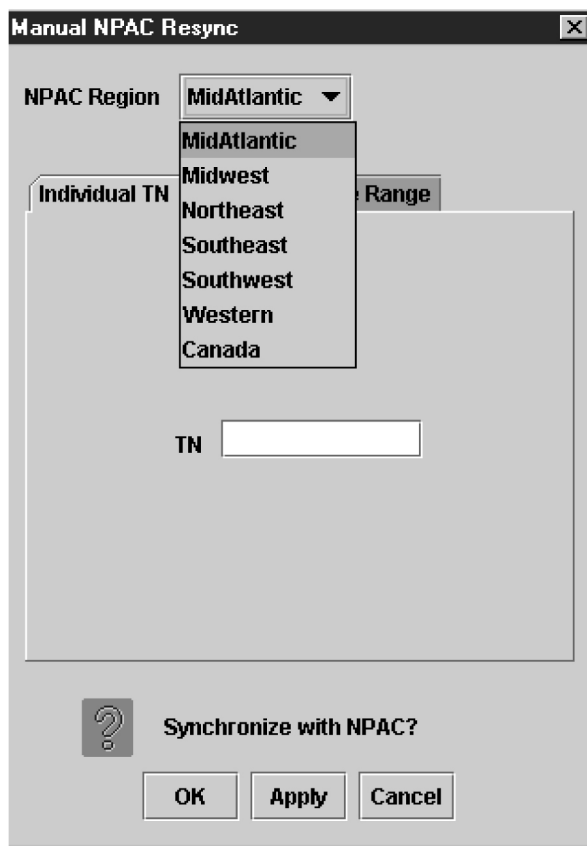 Manual NPAC Resync
NPAC Region MidAtlantic
MidAtlantic
Midwest
Individual TN Range
Northeast
Southeast
Southwest
Western
Canada
TN
Synchronize with NPAC?
OK Apply Cancel